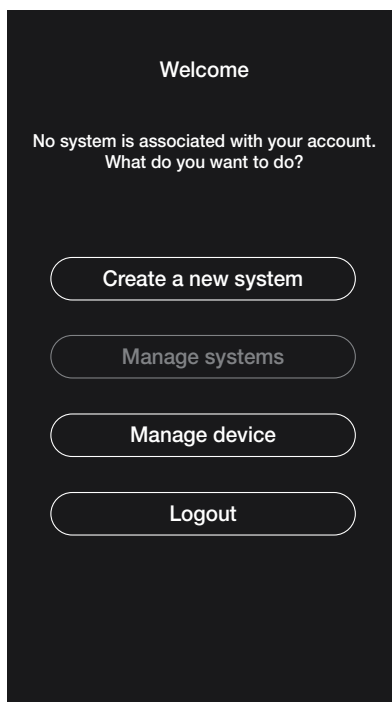 Welcome
No system is associated with your account.
What do you want to do?
Create a new system
Manage systems
Manage device
Logout